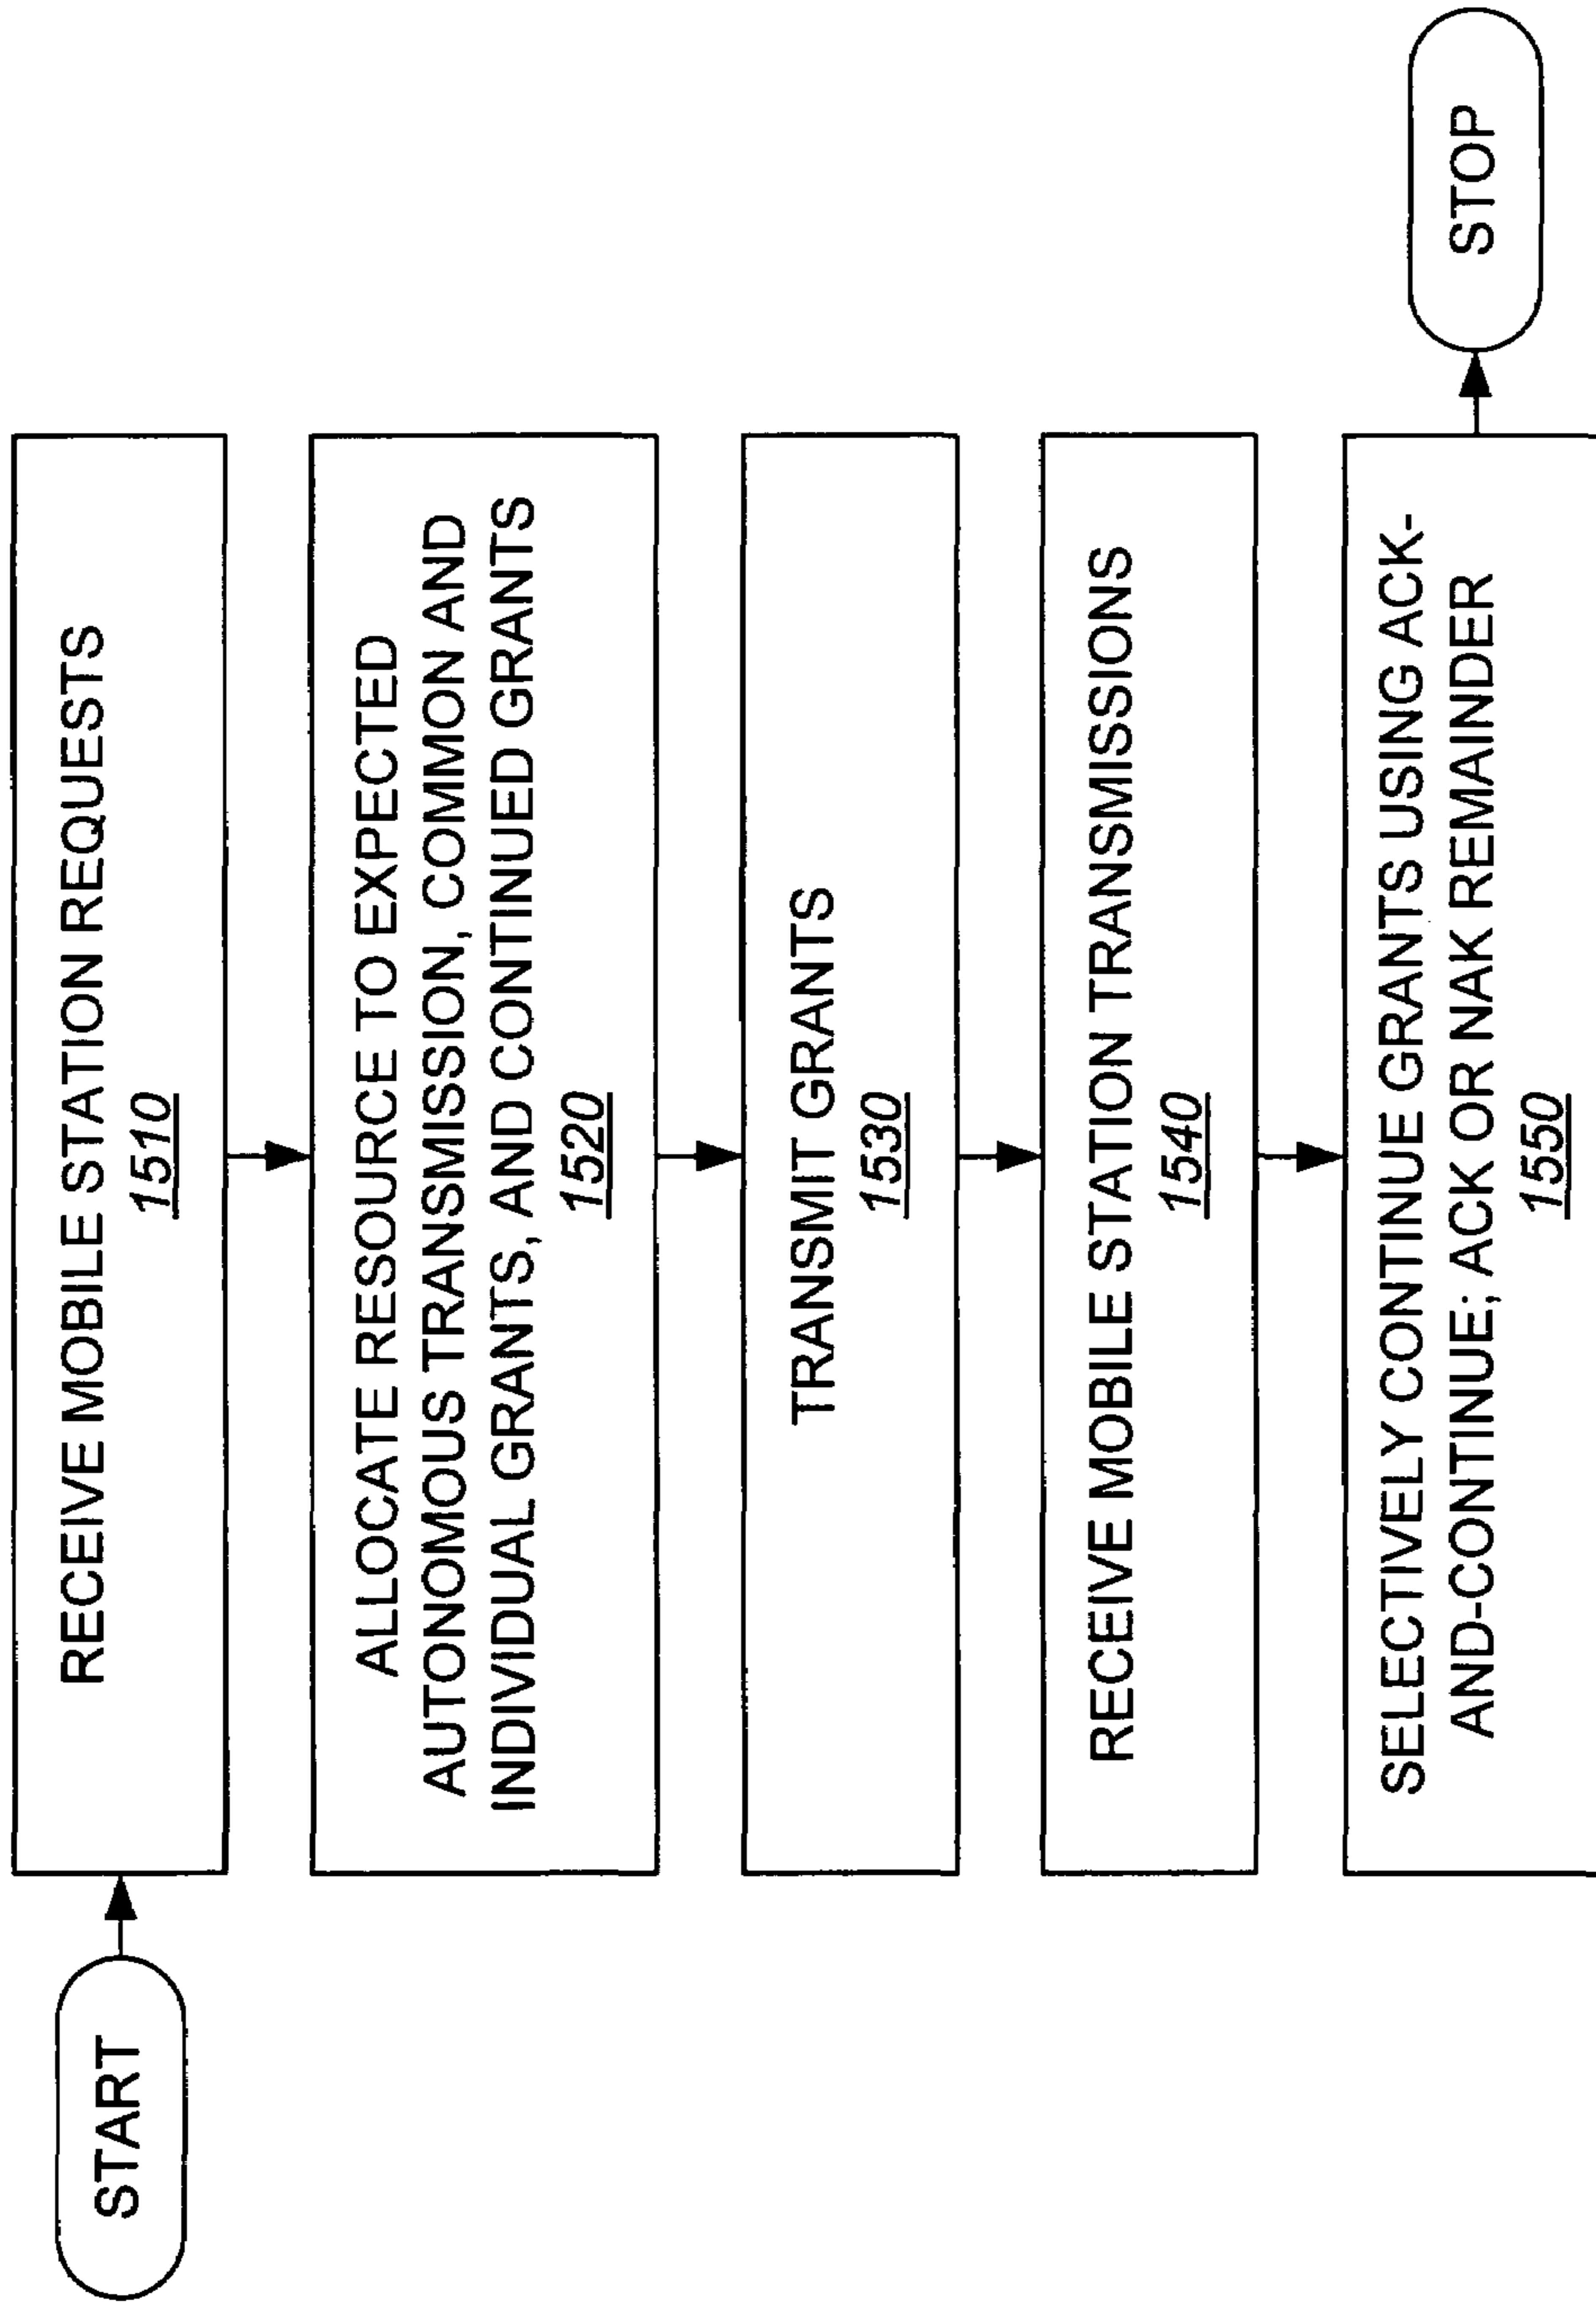 START
RECEIVE MOBILE STATION REQUESTS
1510
ALLOCATE RESOURCE TO EXPECTED
AUTONOMOUS TRANSMISSION, COMMON AND
INDIVIDUAL GRANTS, AND CONTINUED GRANTS
1520
TRANSMIT GRANTS
1530
RECEIVE MOBILE STATION TRANSMISSIONS
1540
SELECTIVELY CONTINUE GRANTS USING ACK-
AND-CONTINUE; ACK OR NAK REMAINDER
1550
STOP